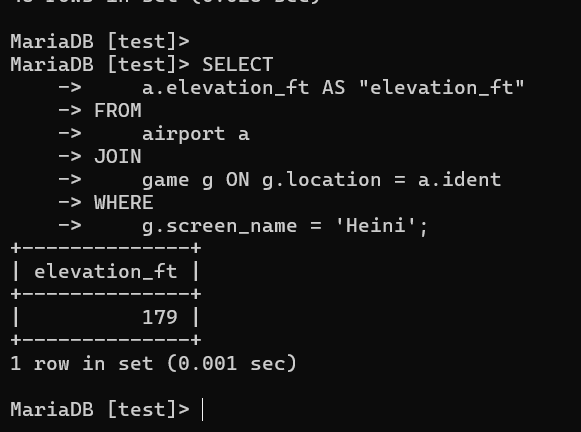 MariaDB [test]>
MariaDB [test]> SELECT
    ->     a.elevation_ft AS "elevation_ft"
    -> FROM
    ->     airport a
    -> JOIN
    ->     game g ON g.location = a.ident
    -> WHERE
    ->     g.screen_name = 'Heini';
+--------------+
| elevation_ft |
+--------------+
|          179 |
+--------------+
1 row in set (0.001 sec)
MariaDB [test]>